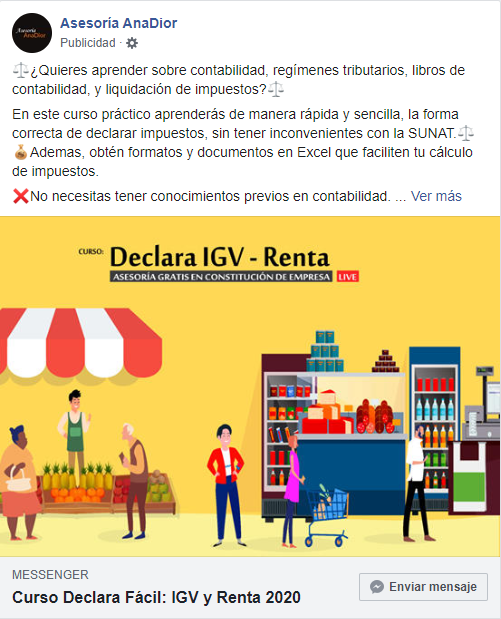 Asesoría
AnaDior
Asesoría AnaDior
Publicidad ·
⚖¿Quieres aprender sobre contabilidad, regímenes tributarios, libros de
contabilidad, y liquidación de impuestos?⚖
En este curso práctico aprenderás de manera rápida y sencilla, la forma
correcta de declarar impuestos, sin tener inconvenientes con la SUNAT.⚖
💰Ademas, obtén formatos y documentos en Excel que faciliten tu cálculo
de impuestos.
❌No necesitas tener conocimientos previos en contabilidad. ... Ver más
CURSO: Declara IGV - Renta
ASESORÍA GRATIS EN CONSTITUCIÓN DE EMPRESA LIVE
MESSENGER
Curso Declara Fácil: IGV y Renta 2020
Enviar mensaje